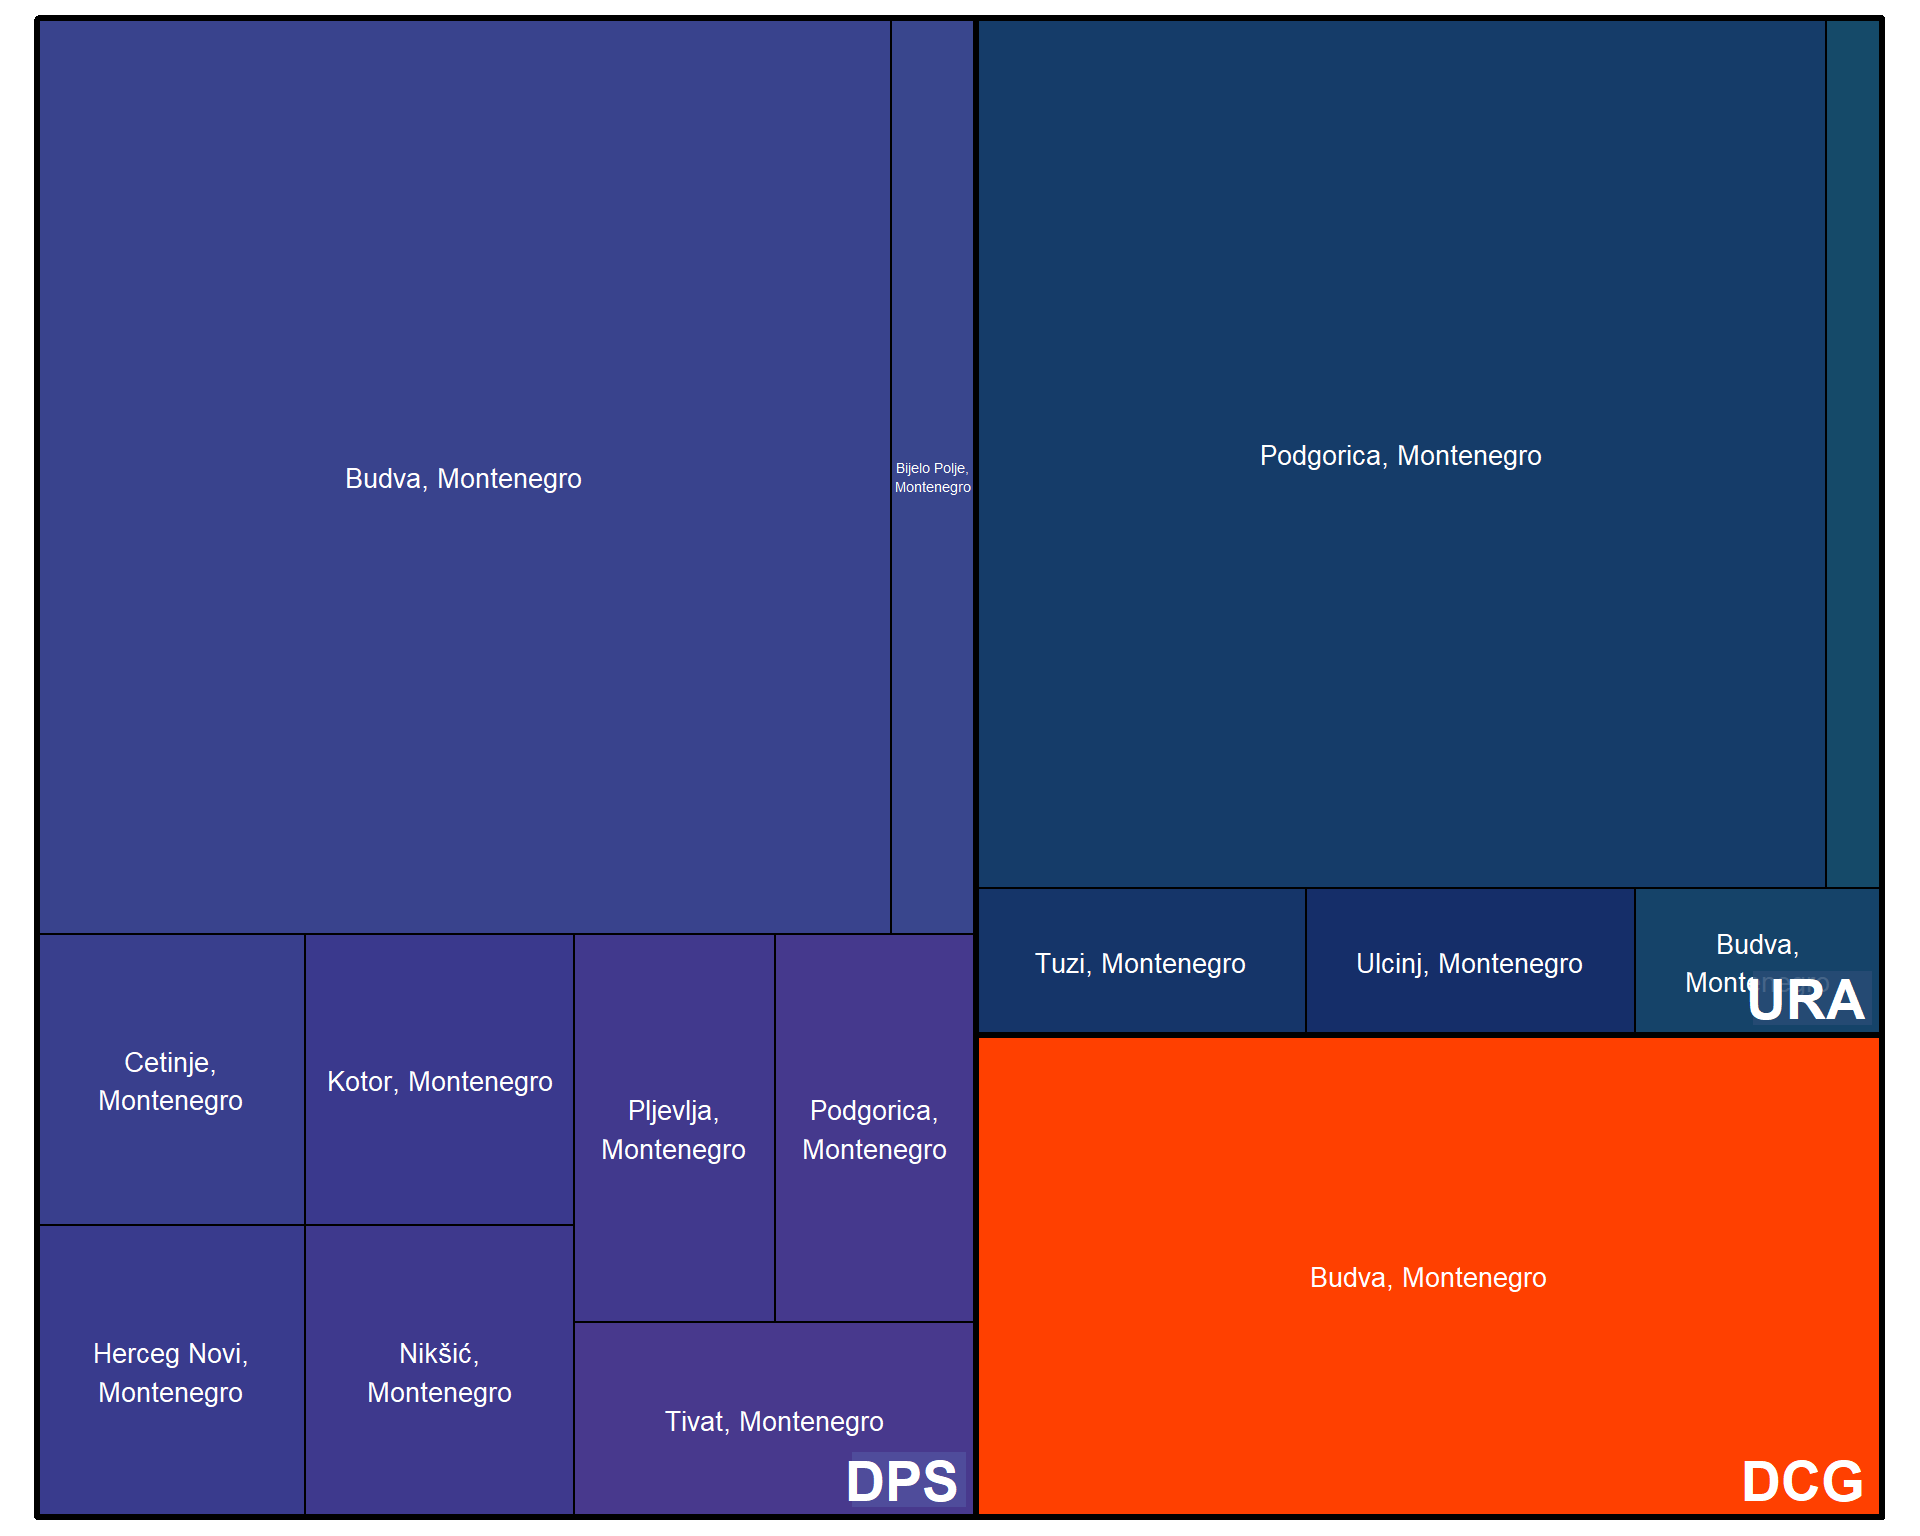 Budva, Montenegro
Bijelo Polje,
Montenegro
Cetinje,
Montenegro
Kotor, Montenegro
Pljevlja,
Montenegro
Podgorica,
Montenegro
Herceg Novi,
Montenegro
Nikšić,
Montenegro
Tivat, Montenegro
DPS
Podgorica, Montenegro
Tuzi, Montenegro
Ulcinj, Montenegro
Budva,
Montenegro
URA
Budva, Montenegro
DCG